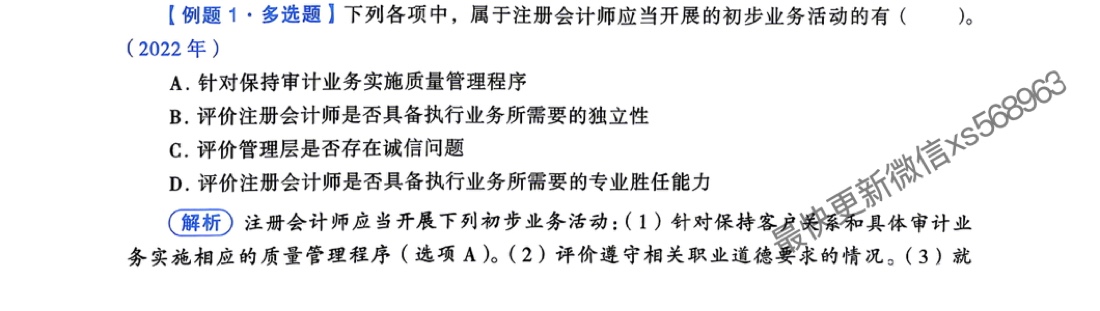 【例题1·多选题】下列各项中，属于注册会计师应当开展的初步业务活动的有（　　）。
（2022年）
A. 针对保持审计业务实施质量管理程序
B. 评价注册会计师是否具备执行业务所需要的独立性
C. 评价管理层是否存在诚信问题
D. 评价注册会计师是否具备执行业务所需要的专业胜任能力
解析 注册会计师应当开展下列初步业务活动：（1）针对保持客户关系和具体审计业
务实施相应的质量管理程序（选项A）。（2）评价遵守相关职业道德要求的情况。（3）就
最快更新微信xs568963